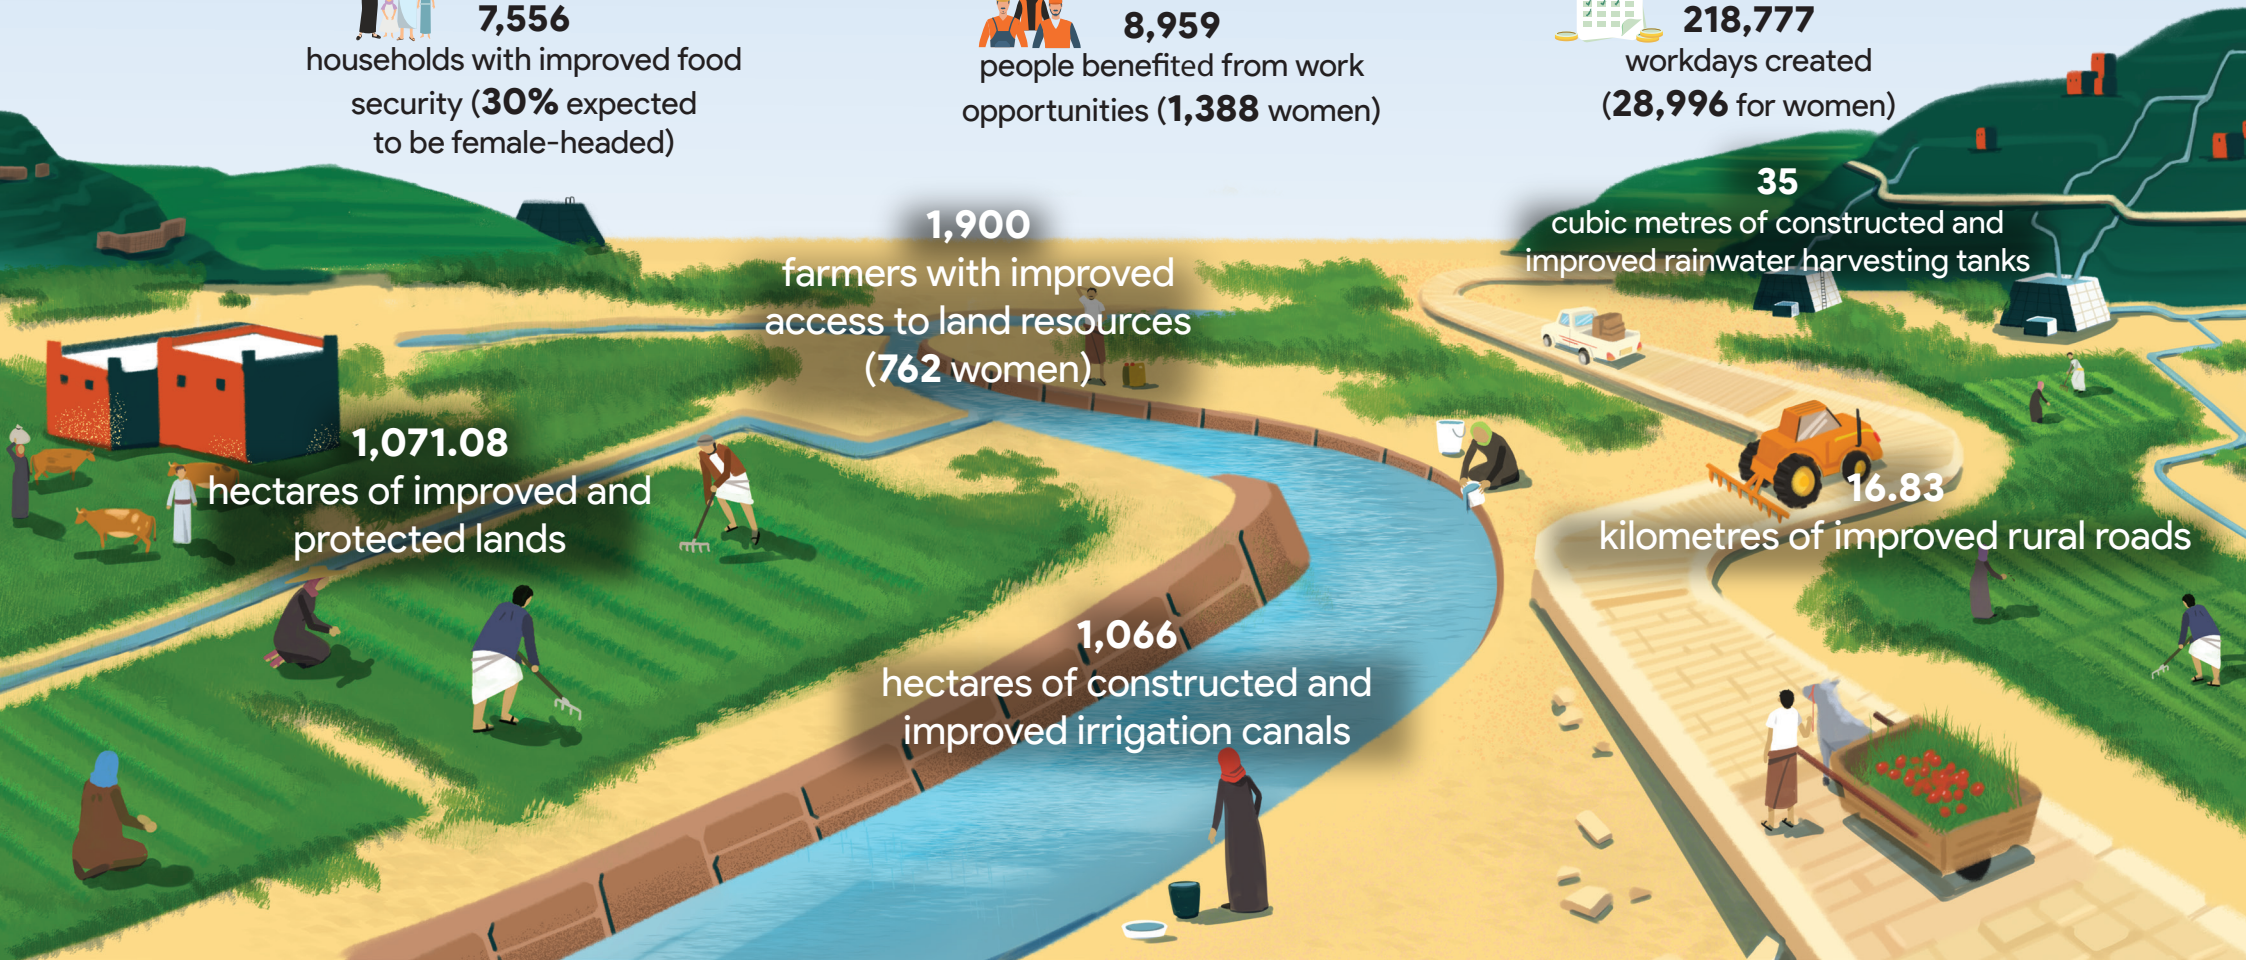 7,556
households with improved food
security (30% expected
to be female-headed)
8,959
people benefited from work
opportunities (1,388 women)
218,777
workdays created
(28,996 for women)
35
cubic metres of constructed and
improved rainwater harvesting tanks
1,900
farmers with improved
access to land resources
(762 women)
1,071.08
hectares of improved and
protected lands
16.83
kilometres of improved rural roads
1,066
hectares of constructed and
improved irrigation canals